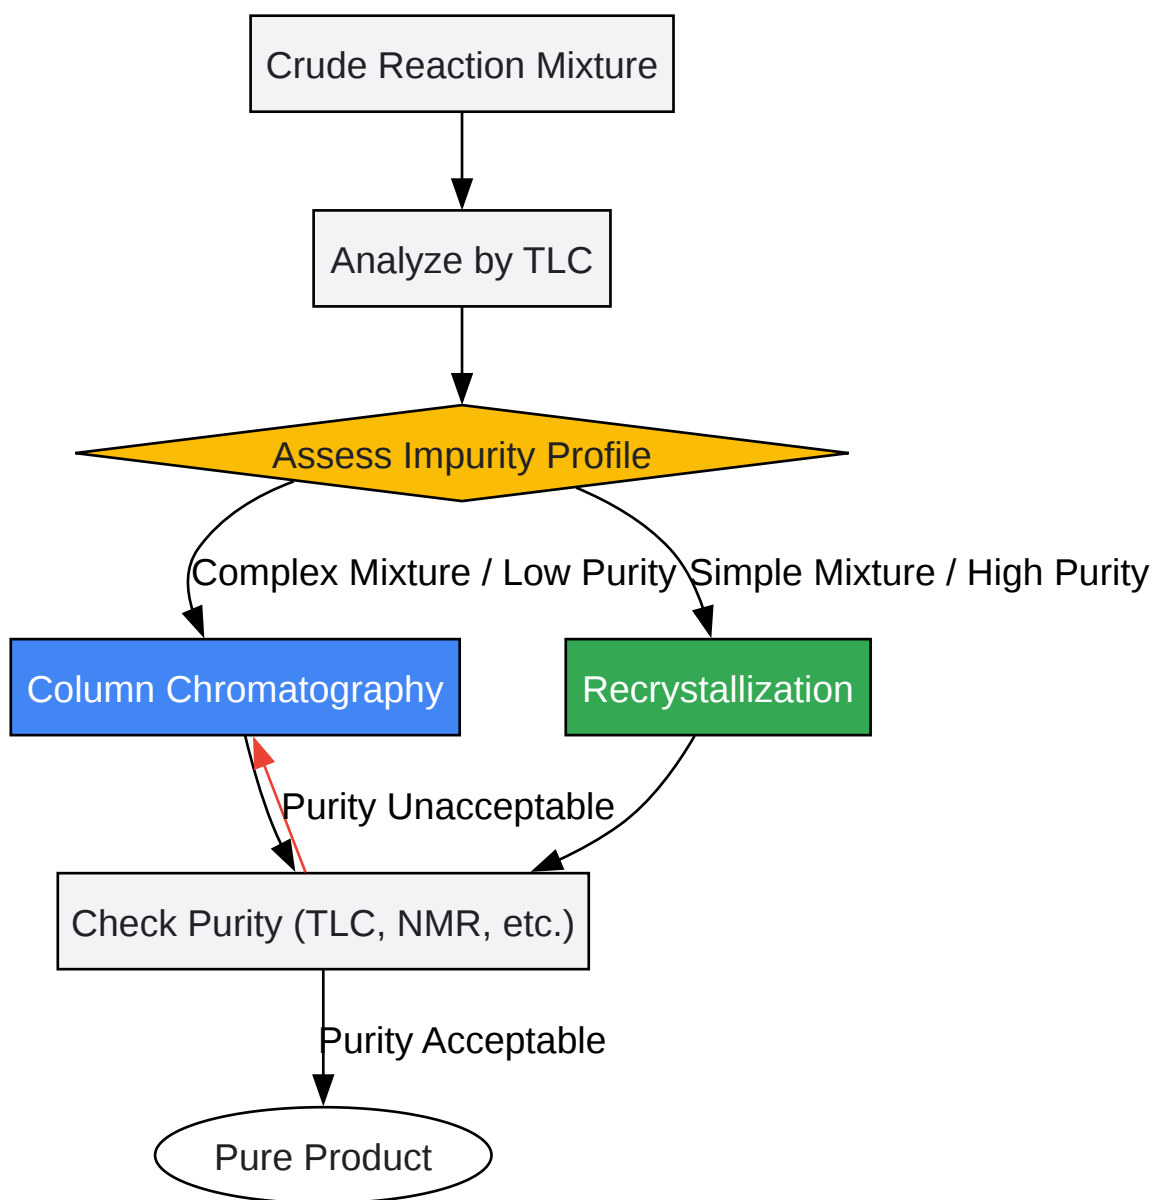 Crude Reaction Mixture
Analyze by TLC
Assess Impurity Profile
Complex Mixture / Low Purity
Simple Mixture / High Purity
Column Chromatography
Recrystallization
Purity Unacceptable
Check Purity (TLC, NMR, etc.)
Purity Acceptable
Pure Product